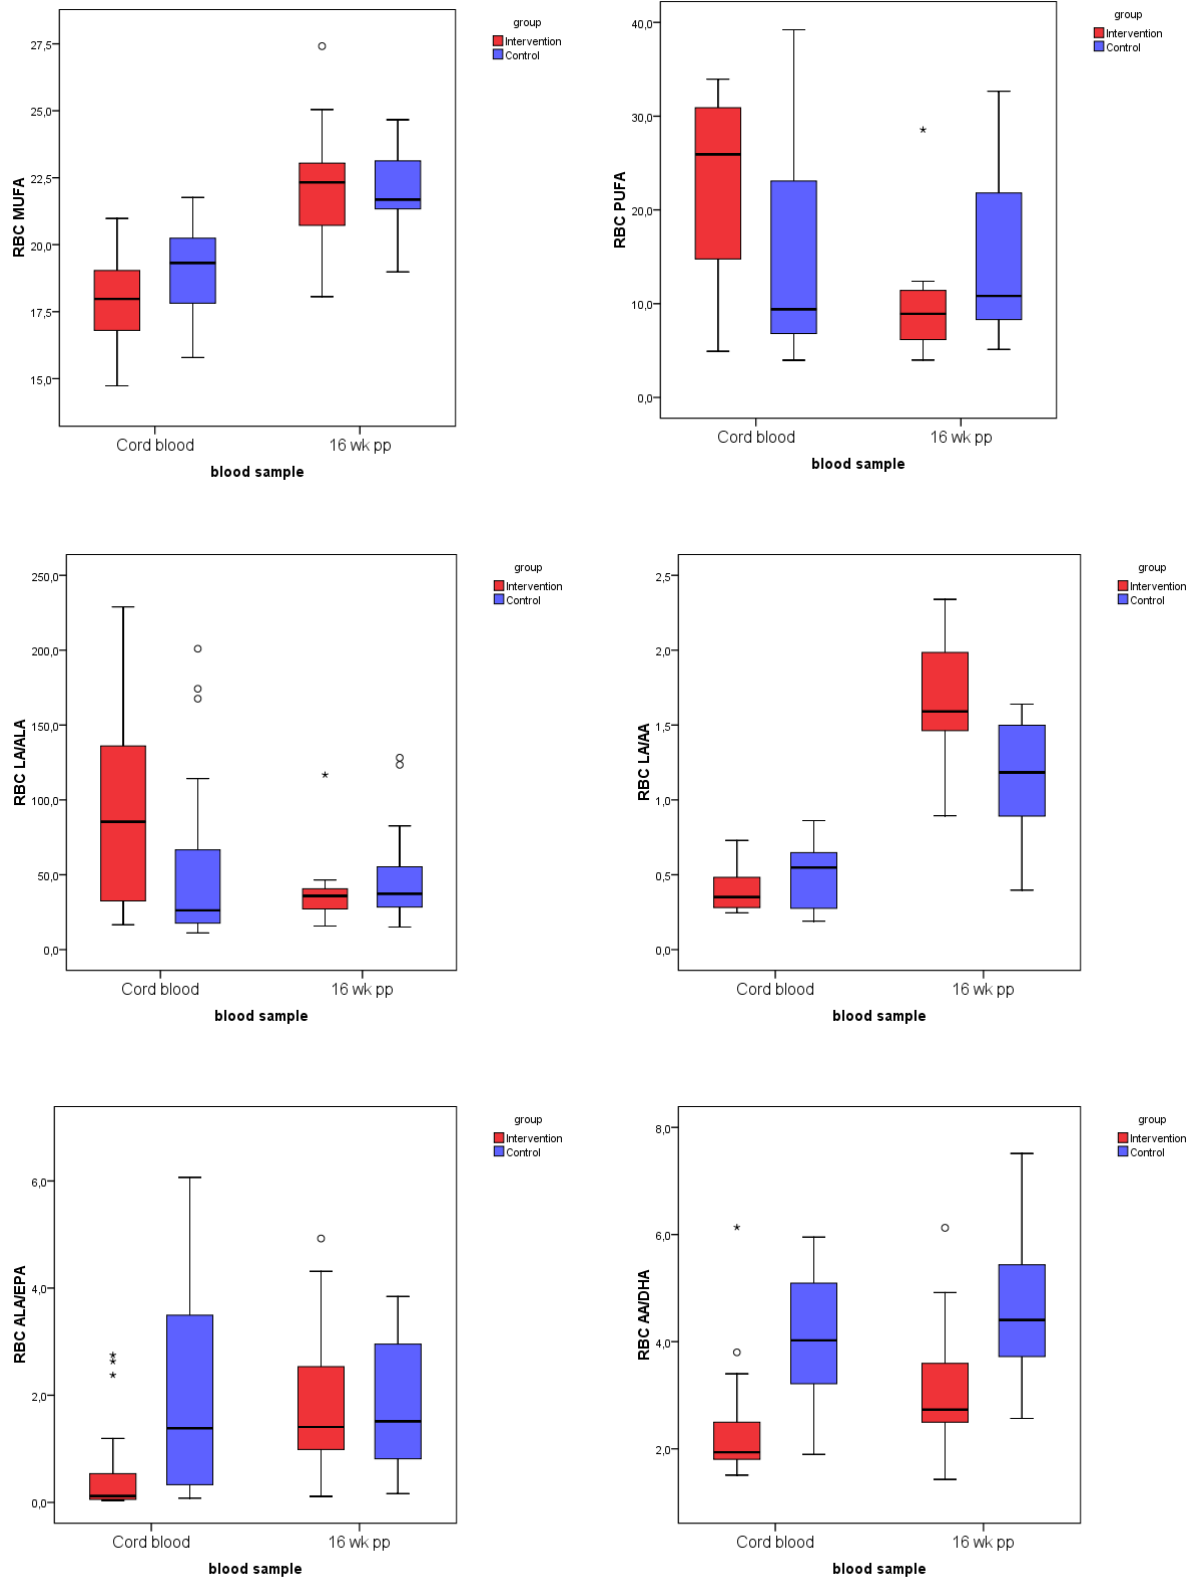 group
Intervention
Control
27,5
25,0
22,5
20,0
17,5
15,0
RBC MUFA
Cord blood
16 wk pp
blood sample
group
Intervention
Control
40,0
30,0
20,0
10,0
0,0
RBC PUFA
Cord blood
16 wk pp
blood sample
group
Intervention
Control
250,0
200,0
150,0
100,0
50,0
0,0
RBC LA/ALA
Cord blood
16 wk pp
blood sample
group
Intervention
Control
2,5
2,0
1,5
1,0
0,5
0,0
RBC LA/AA
Cord blood
16 wk pp
blood sample
group
Intervention
Control
6,0
4,0
2,0
0,0
RBC ALA/EPA
Cord blood
16 wk pp
blood sample
group
Intervention
Control
8,0
6,0
4,0
2,0
RBC AA/DHA
Cord blood
16 wk pp
blood sample